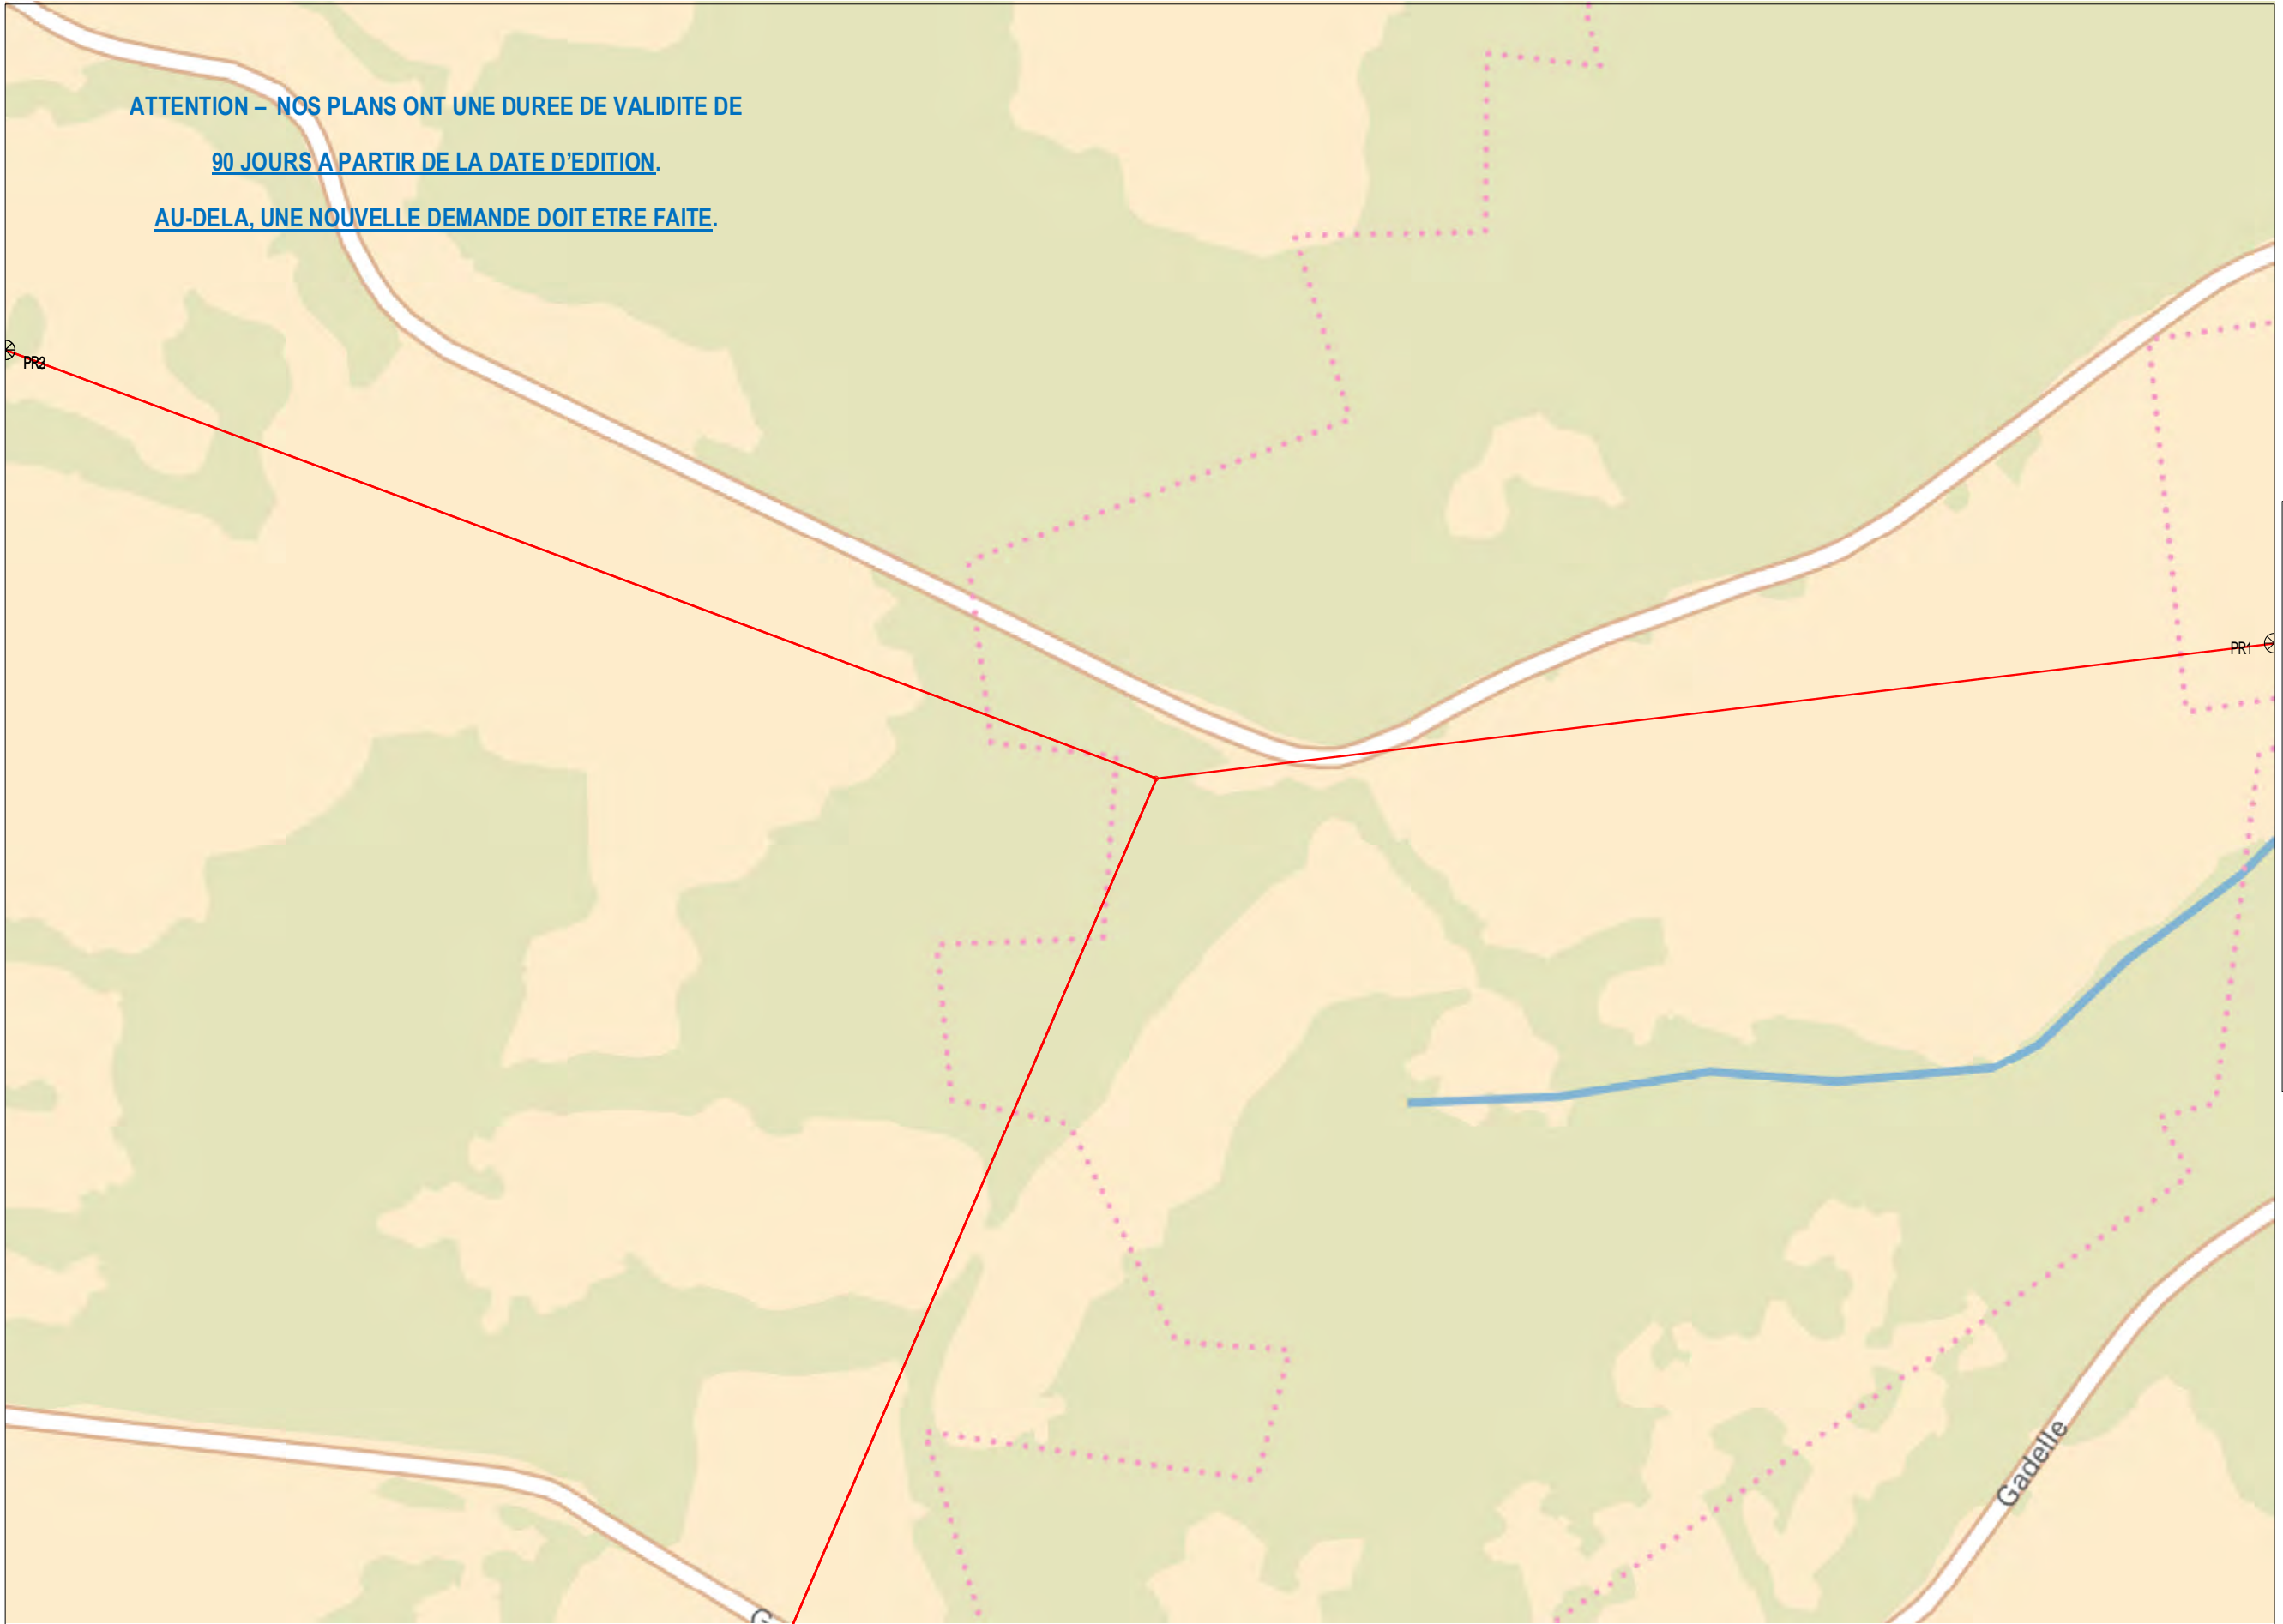 ATTENTION – NOS PLANS ONT UNE DUREE DE VALIDITE DE
90 JOURS A PARTIR DE LA DATE D'EDITION.
AU-DELA, UNE NOUVELLE DEMANDE DOIT ETRE FAITE.
PR1
Gadelle